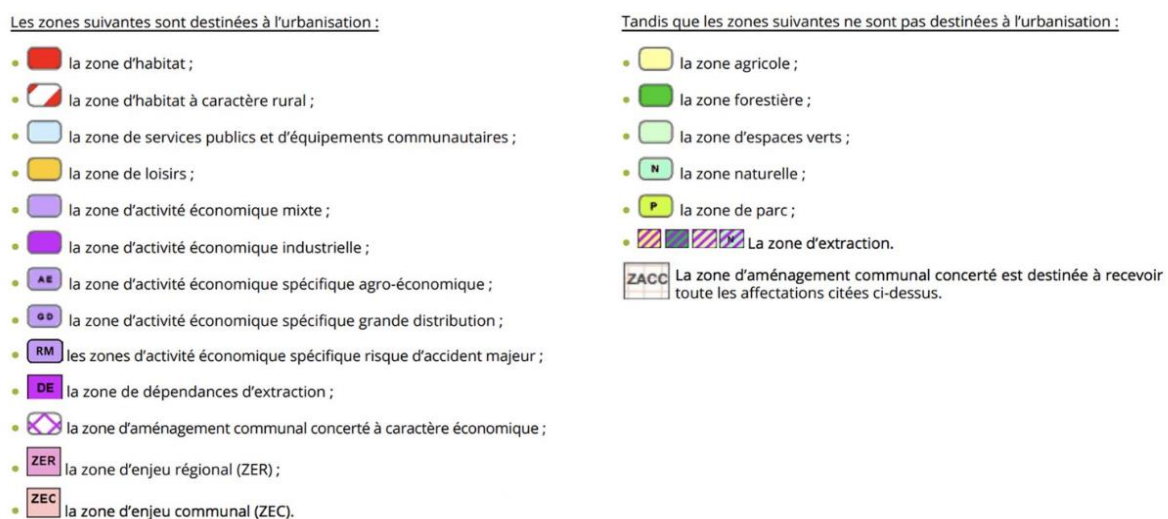 Les zones suivantes sont destinées à l'urbanisation :
la zone d'habitat ;
la zone d'habitat à caractère rural ;
la zone de services publics et d'équipements communautaires ;
la zone de loisirs ;
la zone d'activité économique mixte ;
la zone d'activité économique industrielle ;
AE la zone d'activité économique spécifique agro-économique ;
GD la zone d'activité économique spécifique grande distribution ;
RM les zones d'activité économique spécifique risque d'accident majeur ;
DE la zone de dépendances d'extraction ;
la zone d'aménagement communal concerté à caractère économique ;
ZER la zone d'enjeu régional (ZER) ;
ZEC la zone d'enjeu communal (ZEC).
Tandis que les zones suivantes ne sont pas destinées à l'urbanisation :
la zone agricole ;
la zone forestière ;
la zone d'espaces verts ;
N la zone naturelle ;
P la zone de parc ;
N La zone d'extraction.
ZACC La zone d'aménagement communal concerté est destinée à recevoir
toute les affectations citées ci-dessus.